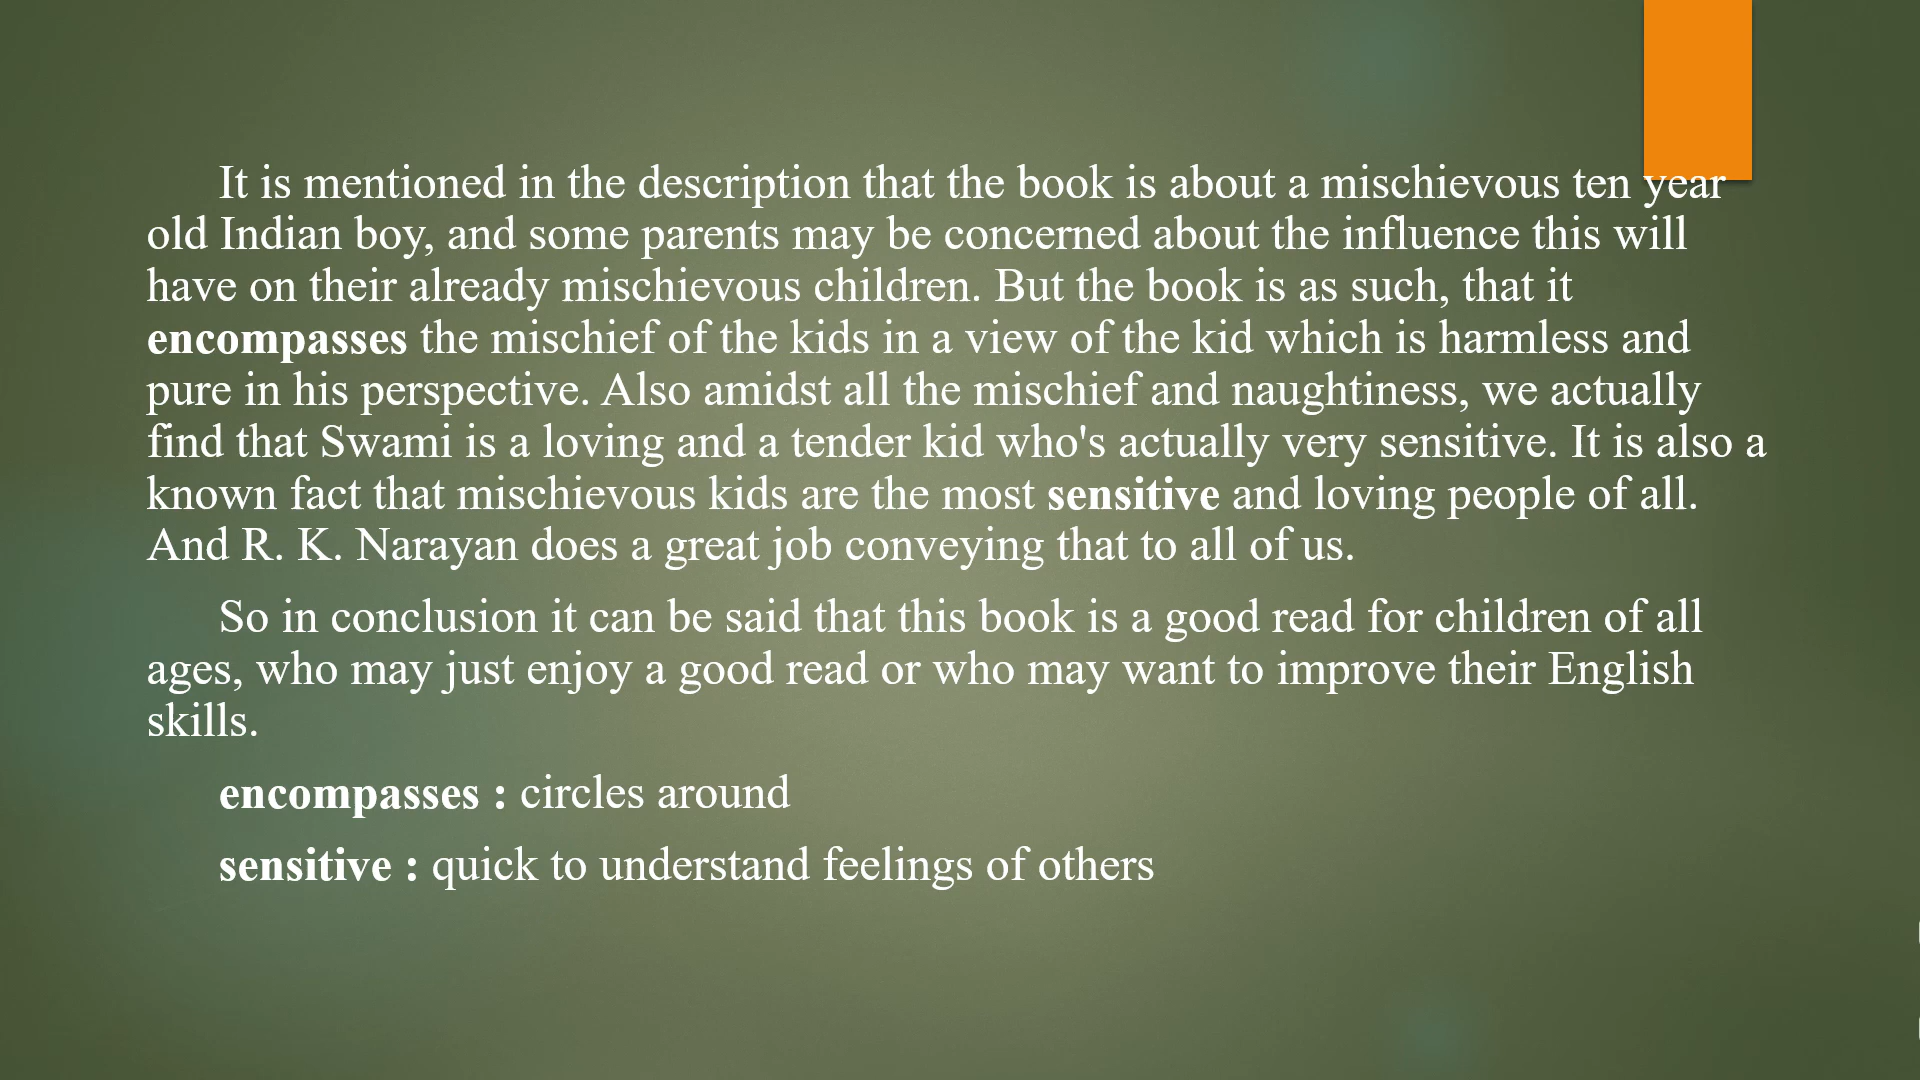 It is mentioned in the description that the book is about a mischievous ten year
old Indian boy, and some parents may be concerned about the influence this will
have on their already mischievous children. But the book is as such, that it
encompasses the mischief of the kids in a view of the kid which is harmless and
pure in his perspective. Also amidst all the mischief and naughtiness, we actually
find that Swami is a loving and a tender kid who's actually very sensitive. It is also a
known fact that mischievous kids are the most sensitive and loving people of all.
And R. K. Narayan does a great job conveying that to all of us.
So in conclusion it can be said that this book is a good read for children of all
ages, who may just enjoy a good read or who may want to improve their English
skills.
encompasses : circles around
sensitive : quick to understand feelings of others